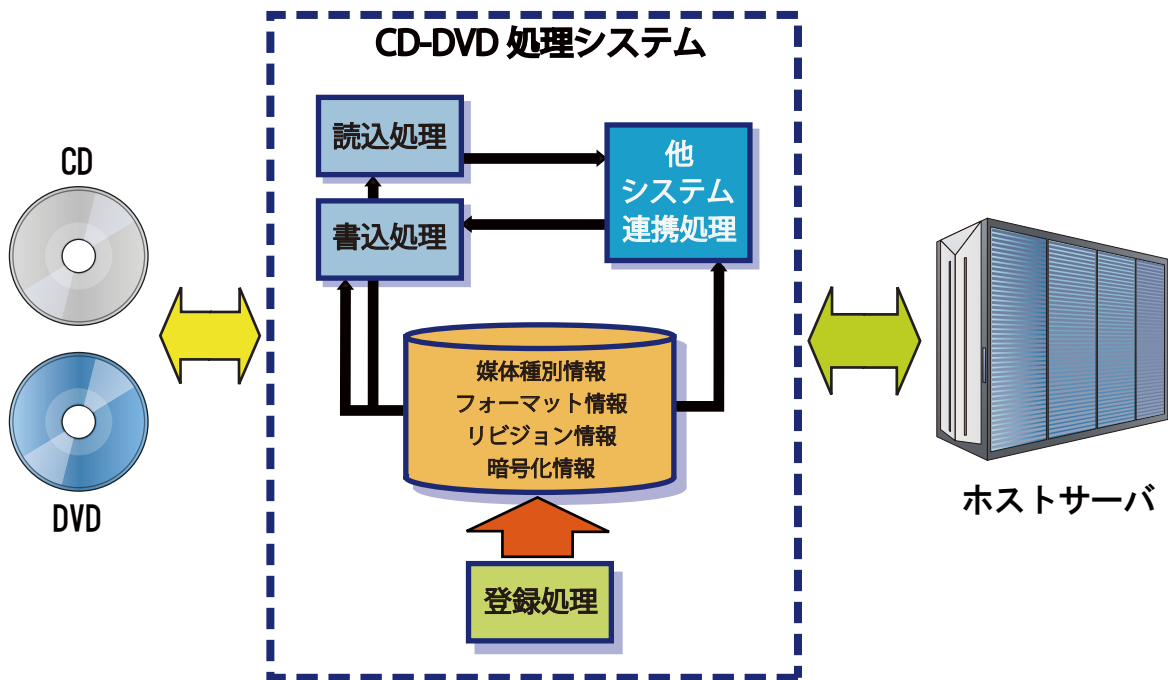 CD-DVD 処理システム
CD
DVD
読込処理
書込処理
他
システム
連携処理
媒体種別情報
フォーマット情報
リビジョン情報
暗号化情報
登録処理
ホストサーバ